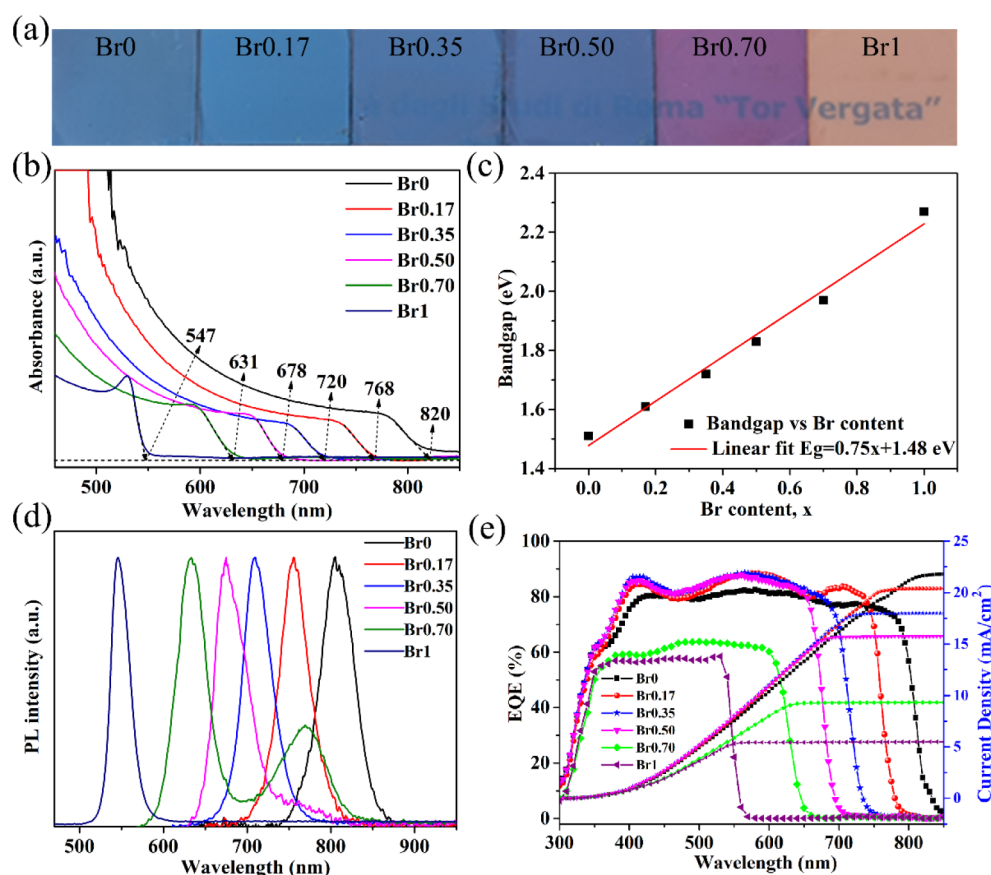 (a)
Br0 Br0.17 Br0.35 Br0.50 Br0.70 Br1
degli Studi di Roma "Tor Vergata"
(b)
Br0
Br0.17
Br0.35
Br0.50
Br0.70
Br1
547
631
678
720
768
820
Absorbance (a.u.)
500 600 700 800
Wavelength (nm)
(c)
2.4
2.2
2.0
1.8
1.6
1.4
Bandgap (eV)
Bandgap vs Br content
Linear fit Eg=0.75x+1.48 eV
0.0 0.2 0.4 0.6 0.8 1.0
Br content, x
(d)
Br0
Br0.17
Br0.35
Br0.50
Br0.70
Br1
PL intensity (a.u.)
500 600 700 800 900
Wavelength (nm)
(e)
100
80
60
40
20
0
EQE (%)
Br0
Br0.17
Br0.35
Br0.50
Br0.70
Br1
25
20
15
10
5
0
Current Density (mA/cm²)
300 400 500 600 700 800
Wavelength (nm)